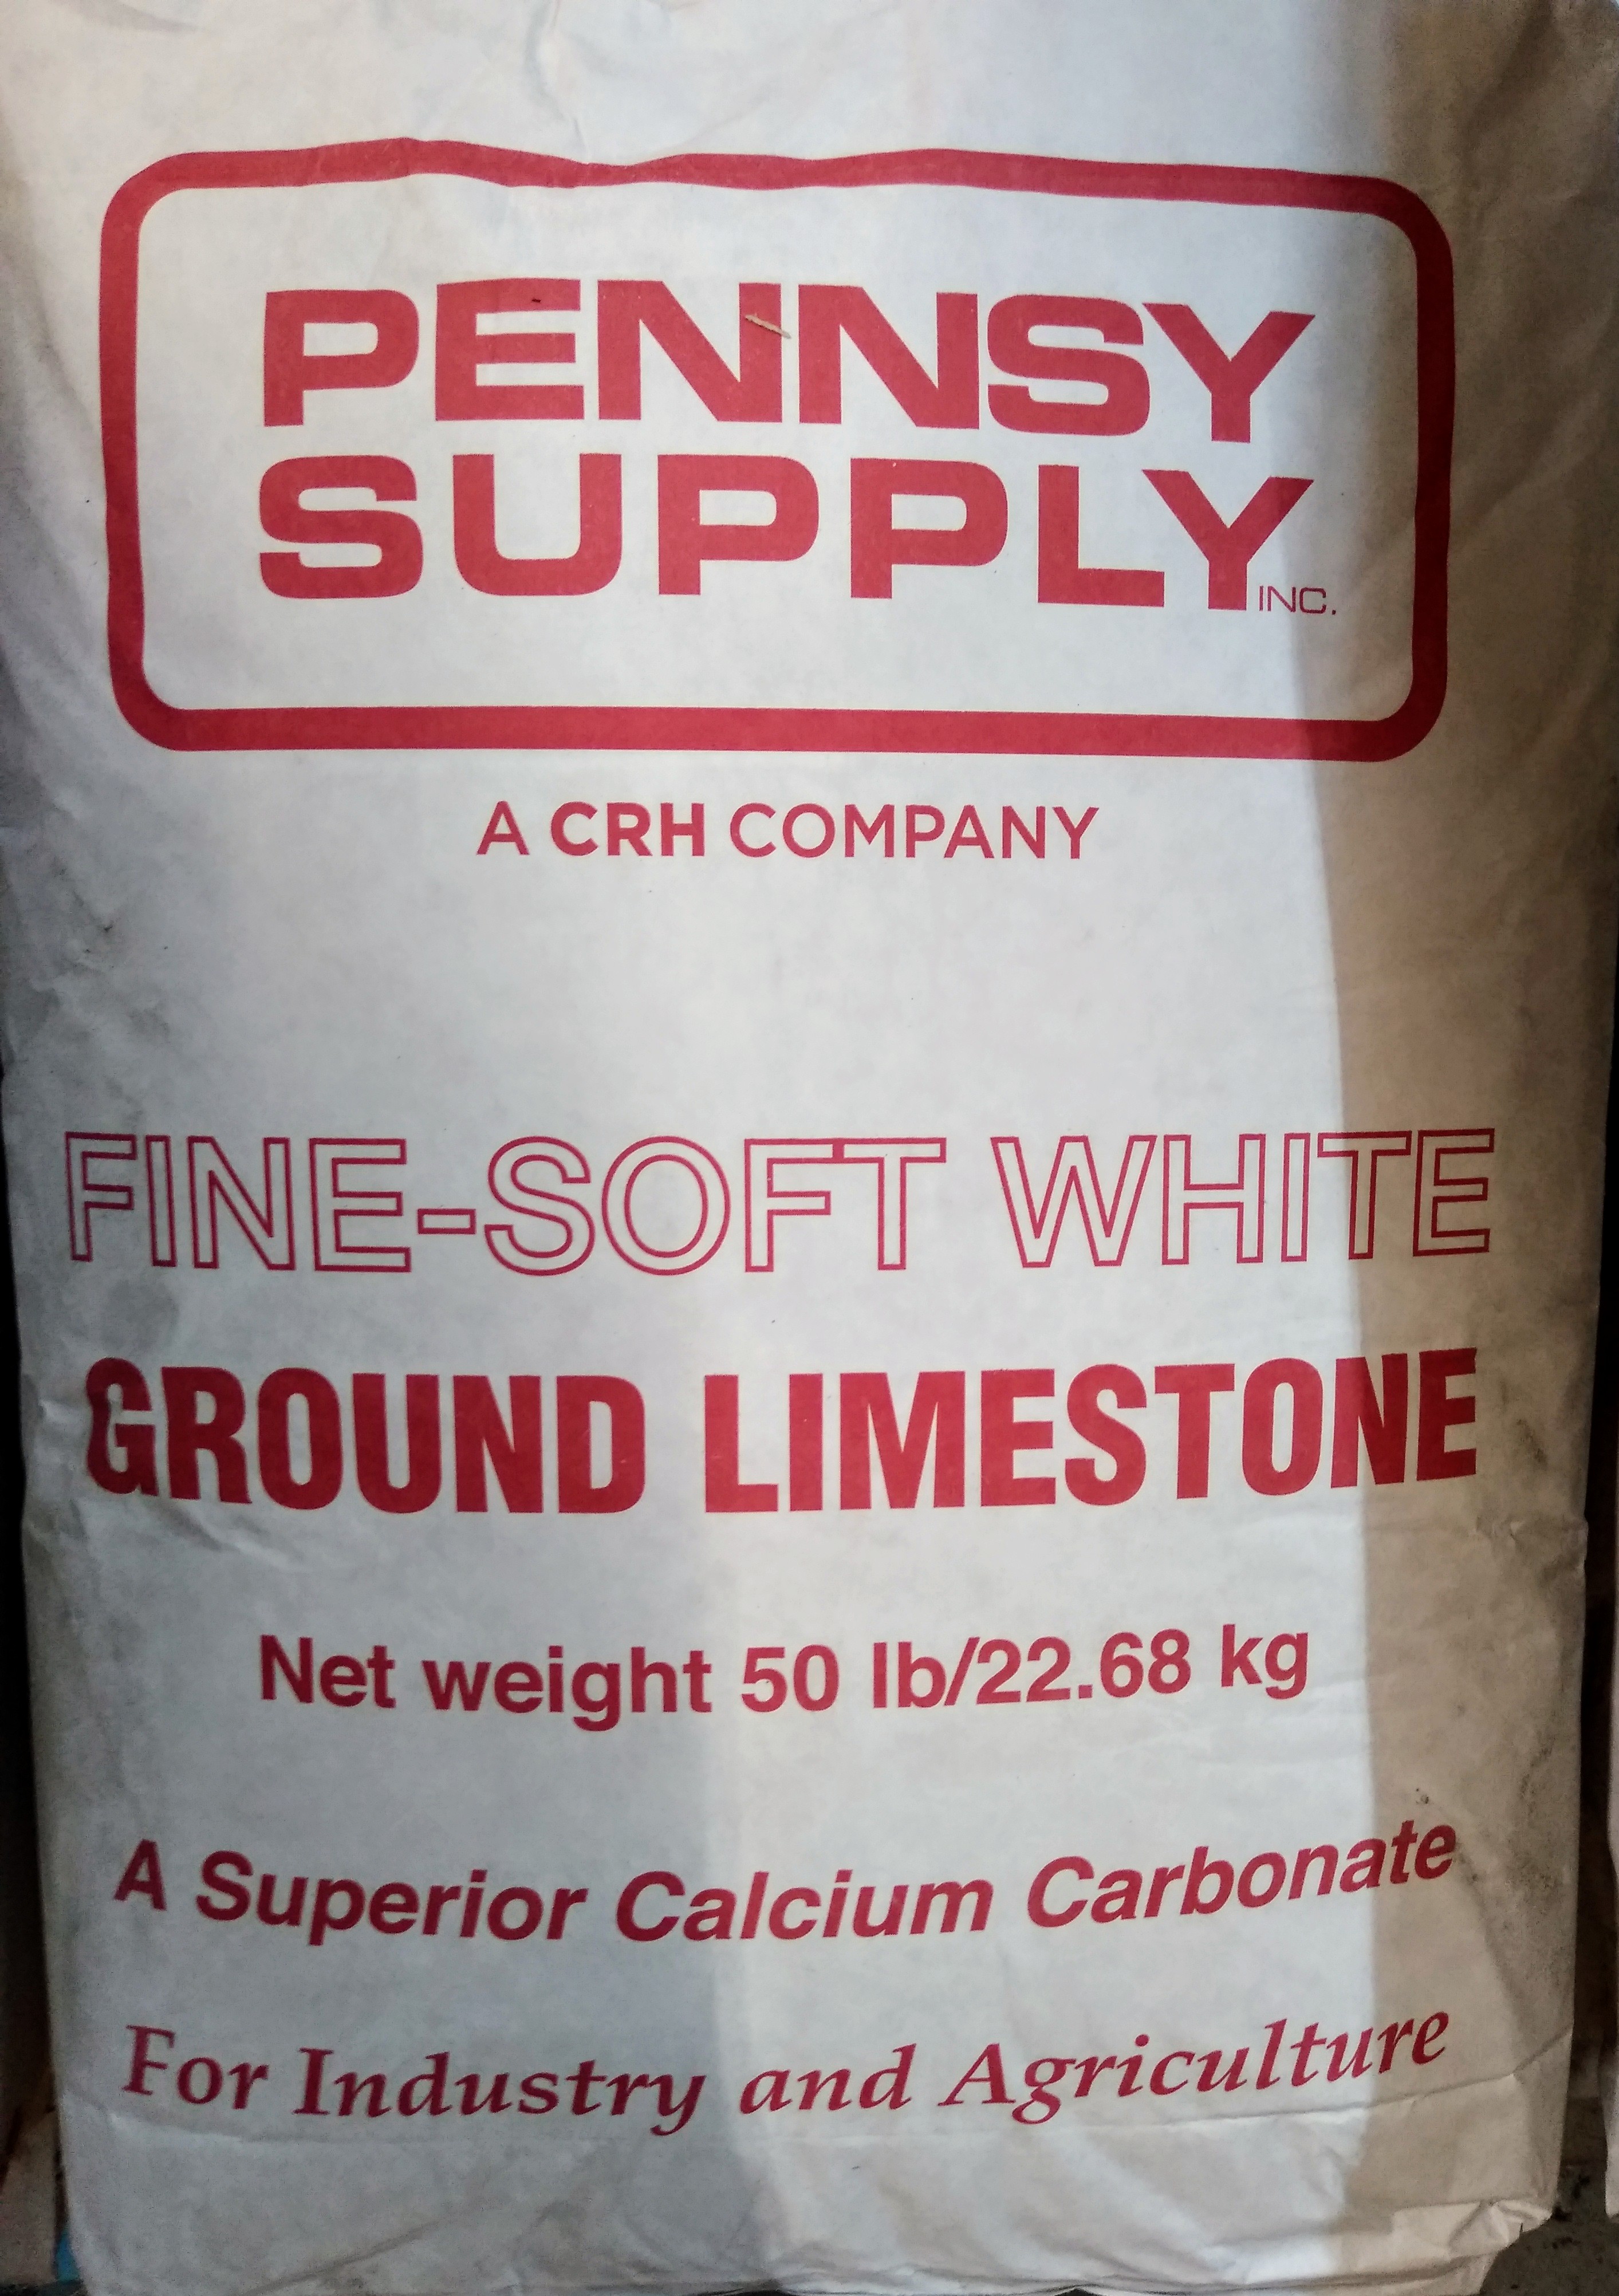 PENNSY
SUPPLY INC.
A CRH COMPANY
FINE-SOFT WHITE
GROUND LIMESTONE
Net weight 50 lb/22.68 kg
A Superior Calcium Carbonate
For Industry and Agriculture